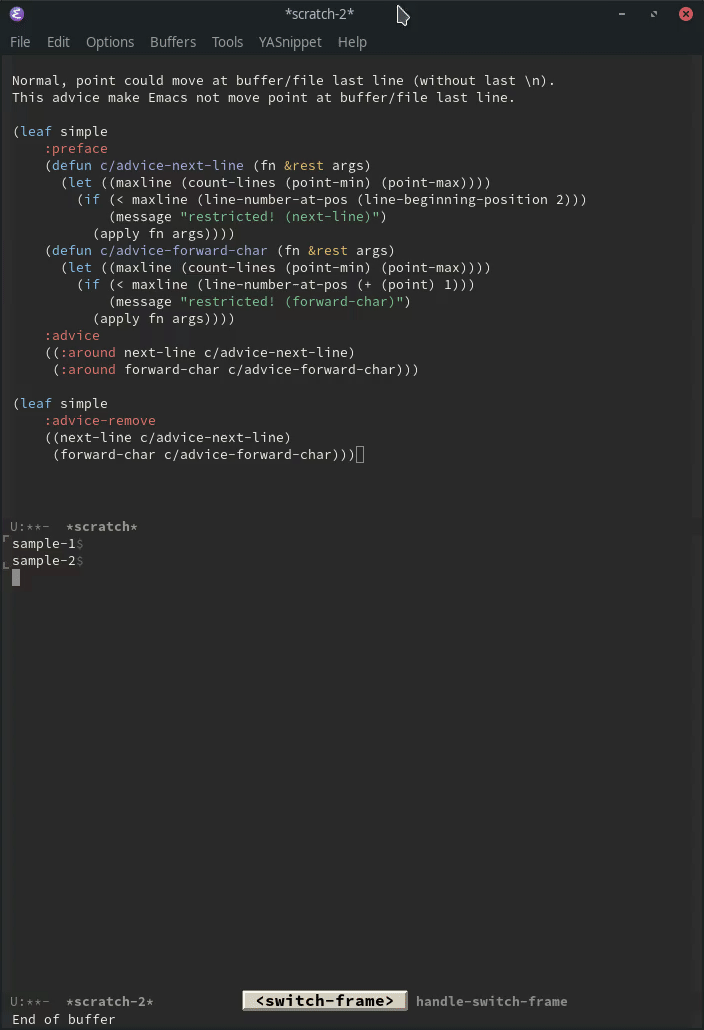 *scratch-2*
File Edit Options Buffers Tools YASnippet Help
Normal, point could move at buffer/file last line (without last \n).
This advice make Emacs not move point at buffer/file last line.
(leaf simple
    :preface
    (defun c/advice-next-line (fn &rest args)
      (let ((maxline (count-lines (point-min) (point-max))))
        (if (< maxline (line-number-at-pos (line-beginning-position 2)))
            (message "restricted! (next-line)")
          (apply fn args))))
    (defun c/advice-forward-char (fn &rest args)
      (let ((maxline (count-lines (point-min) (point-max))))
        (if (< maxline (line-number-at-pos (+ (point) 1)))
            (message "restricted! (forward-char)")
          (apply fn args))))
    :advice
    ((:around next-line c/advice-next-line)
     (:around forward-char c/advice-forward-char)))
(leaf simple
    :advice-remove
    ((next-line c/advice-next-line)
     (forward-char c/advice-forward-char)))
U:**-  *scratch*
sample-1$
sample-2$
U:**-  *scratch-2* <switch-frame> handle-switch-frame
End of buffer